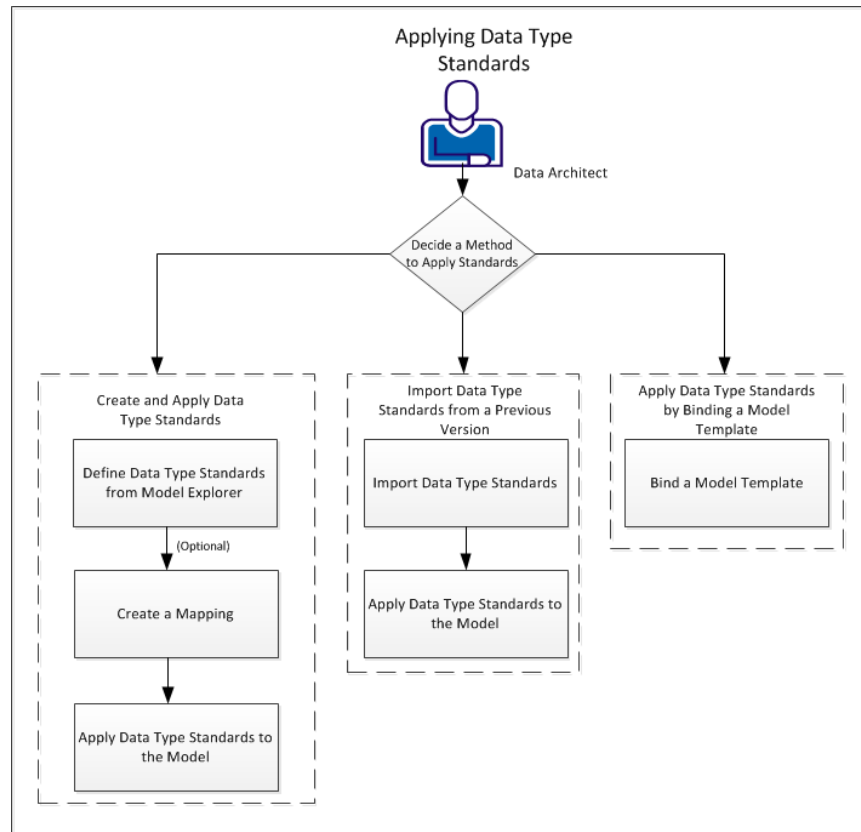 Applying Data Type
Standards
Data Architect
Decide a Method
to Apply Standards
Create and Apply Data
Type Standards
Define Data Type Standards
from Model Explorer
(Optional)
Create a Mapping
Apply Data Type Standards to
the Model
Import Data Type
Standards from a Previous
Version
Import Data Type Standards
Apply Data Type Standards to
the Model
Apply Data Type Standards
by Binding a Model
Template
Bind a Model Template